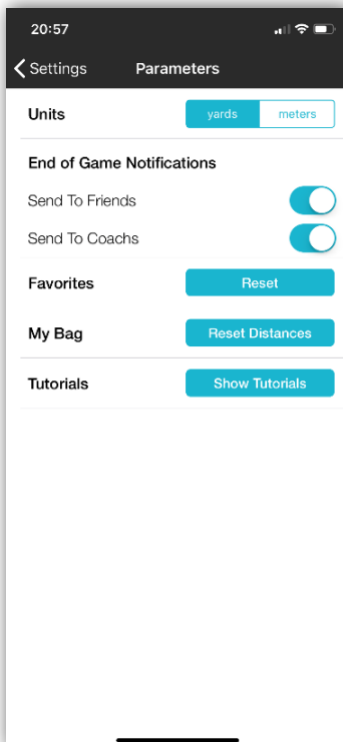 20:57
Settings Parameters
Units yards meters
End of Game Notifications
Send To Friends
Send To Coachs
Favorites Reset
My Bag Reset Distances
Tutorials Show Tutorials